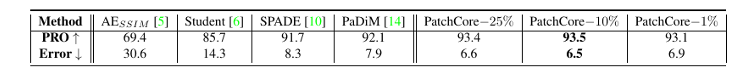 Method AE_SSIM [5] Student [6] SPADE [10] PaDiM [14] PatchCore−25% PatchCore−10% PatchCore−1%
PRO ↑ 69.4 85.7 91.7 92.1 93.4 93.5 93.1
Error ↓ 30.6 14.3 8.3 7.9 6.6 6.5 6.9